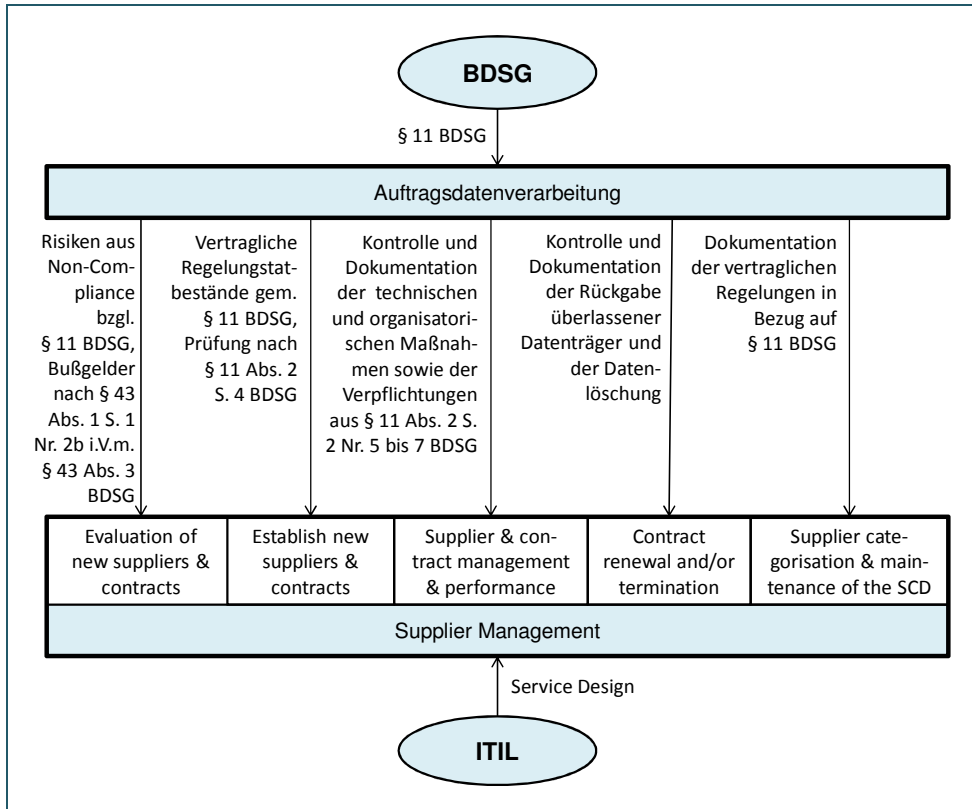 BDSG
§ 11 BDSG
Auftragsdatenverarbeitung
Risiken aus
Non-Com-
pliance
bzgl.
§ 11 BDSG,
Bußgelder
nach § 43
Abs. 1 S. 1
Nr. 2b i.V.m.
§ 43 Abs. 3
BDSG
Vertragliche
Regelungstat-
bestände gem.
§ 11 BDSG,
Prüfung nach
§ 11 Abs. 2
S. 4 BDSG
Kontrolle und
Dokumentation
der technischen
und organisatori-
schen Maßnah-
men sowie der
Verpflichtungen
aus § 11 Abs. 2 S.
2 Nr. 5 bis 7 BDSG
Kontrolle und
Dokumentation
der Rückgabe
überlassener
Datenträger und
der Daten-
löschung
Dokumentation
der vertraglichen
Regelungen in
Bezug auf
§ 11 BDSG
Evaluation of
new suppliers &
contracts
Establish new
suppliers &
contracts
Supplier & con-
tract management
& performance
Contract
renewal and/or
termination
Supplier cate-
gorisation & main-
tenance of the SCD
Supplier Management
Service Design
ITIL